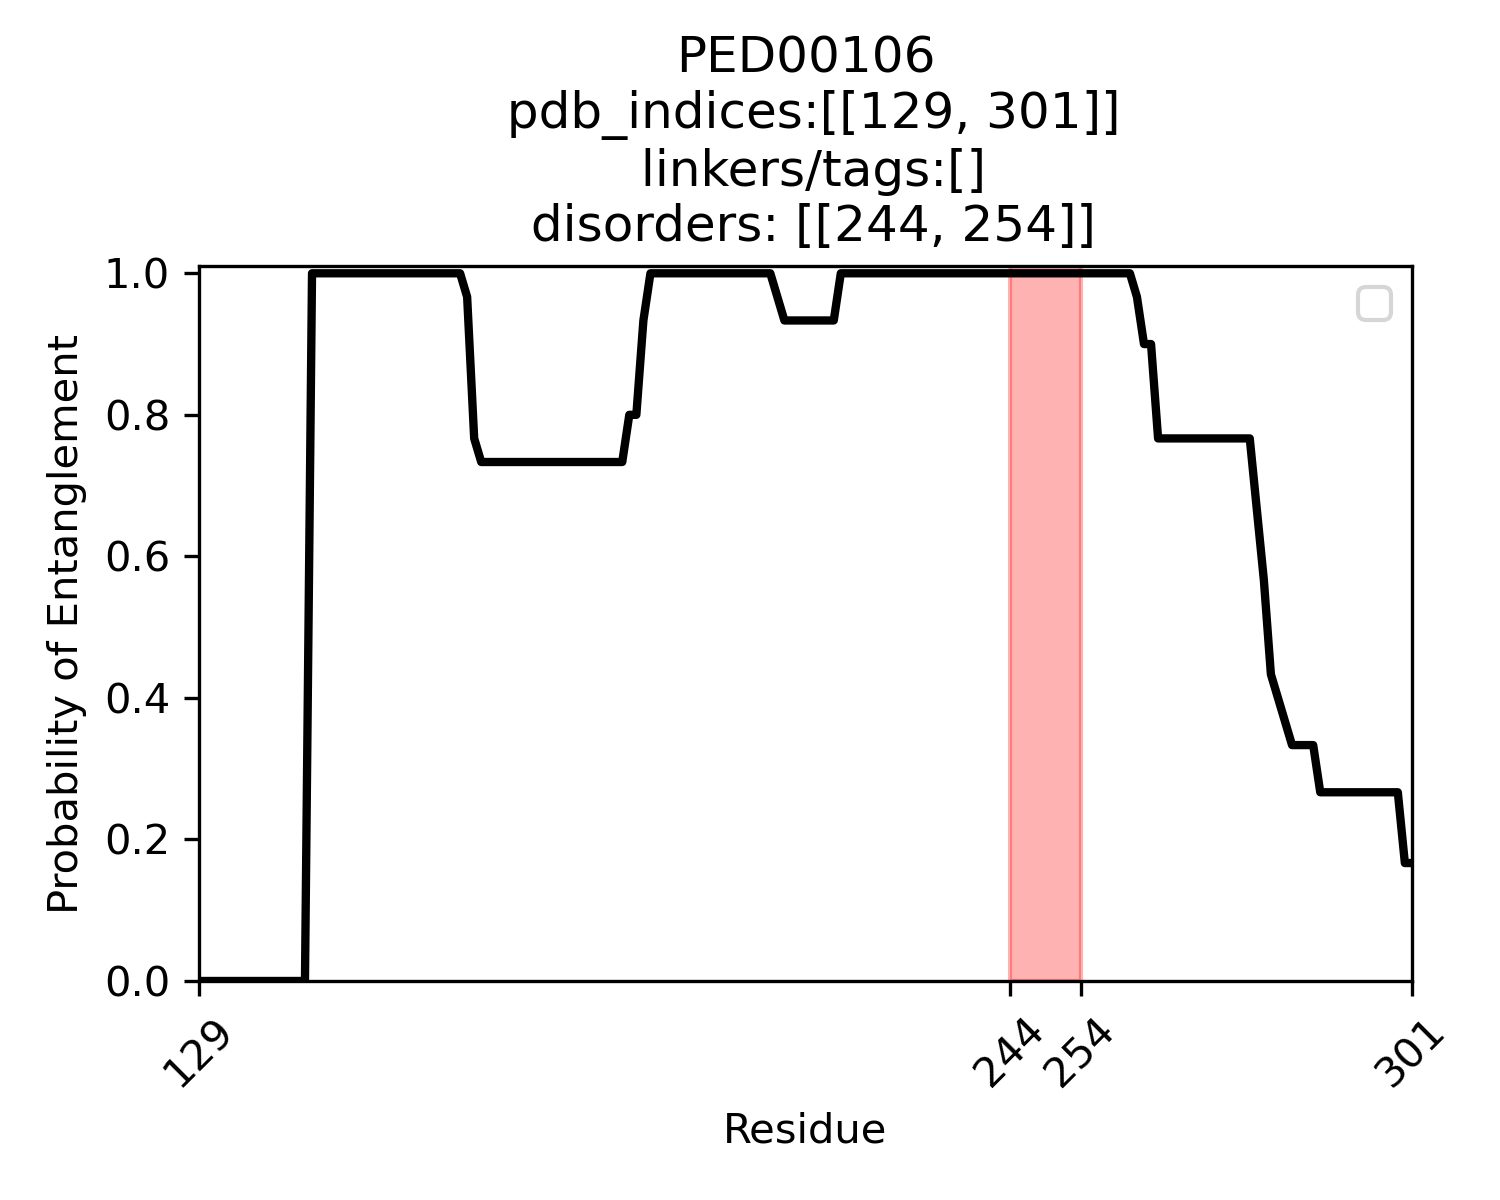 PED00106
pdb_indices:[[129, 301]]
linkers/tags:[]
disorders: [[244, 254]]
1.0
0.8
0.6
0.4
0.2
0.0
Probability of Entanglement
129
244
254
301
Residue